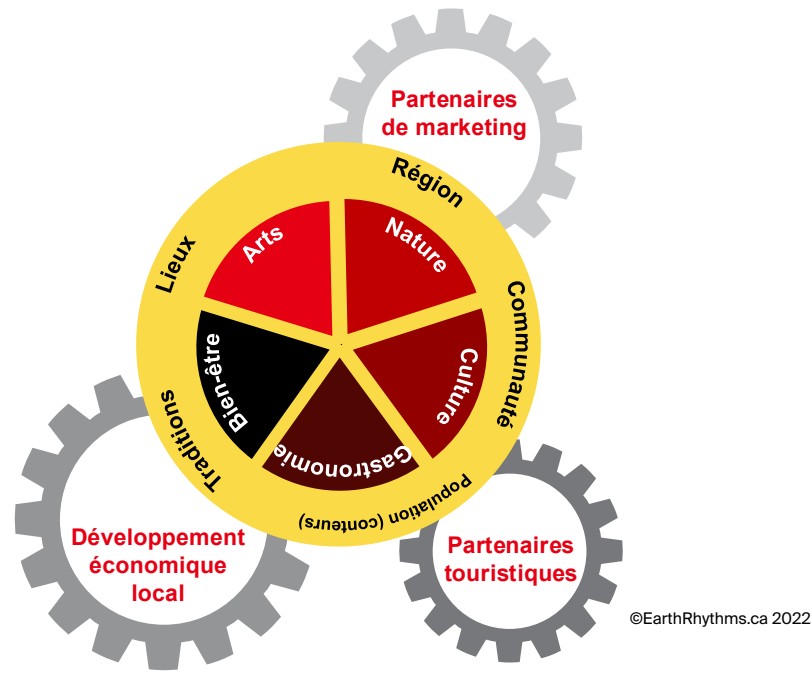 Partenaires
de marketing
Région
Communauté
Population (conteurs)
Traditions
Lieux
Arts
Nature
Culture
Gastronomie
Bien-être
Développement
économique
local
Partenaires
touristiques
©EarthRhythms.ca 2022